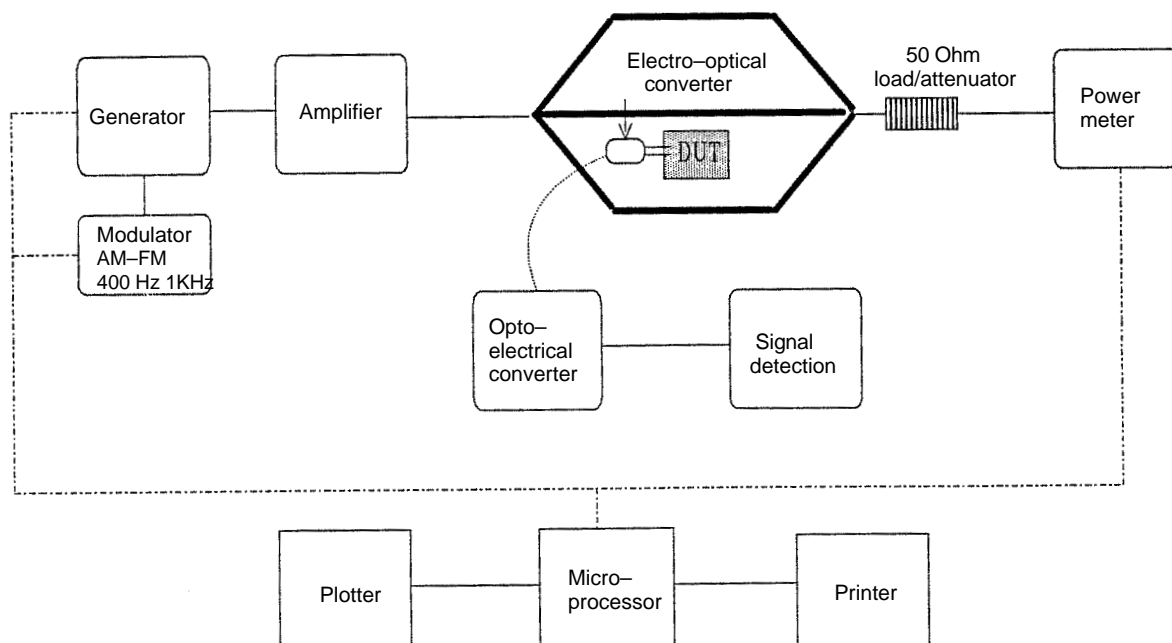 Electro–optical
converter
50 Ohm
load/attenuator
Generator
Amplifier
Power
meter
DUT
Modulator
AM–FM
400 Hz 1KHz
Opto–
electrical
converter
Signal
detection
Plotter
Micro–
processor
Printer